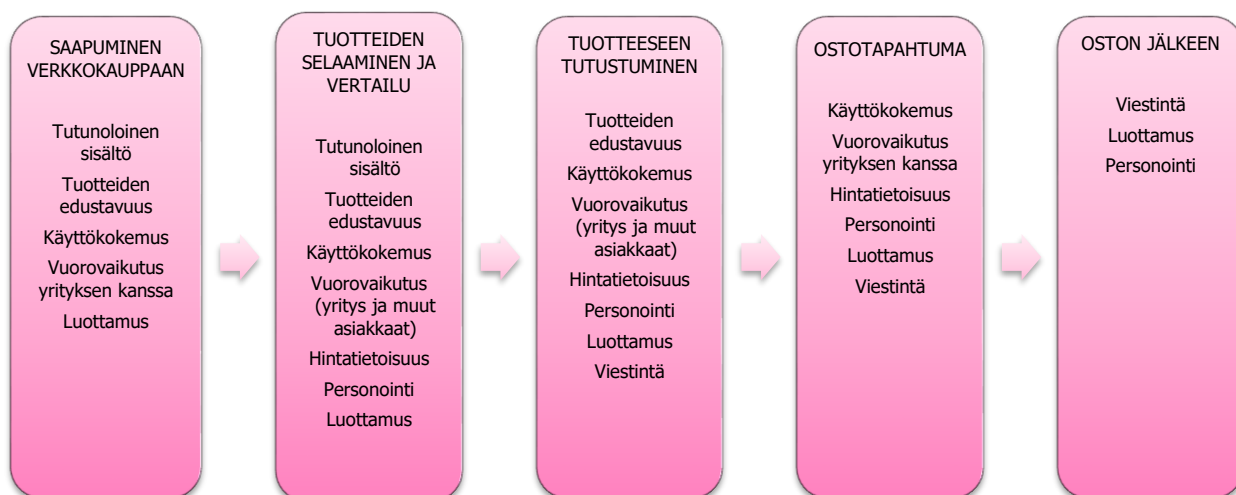 SAAPUMINEN
VERKKOKAUPPAAN
Tutunoloinen
sisältö
Tuotteiden
edustavuus
Käyttökokemus
Vuorovaikutus
yrityksen kanssa
Luottamus
TUOTTEIDEN
SELAAMINEN JA
VERTAILU
Tutunoloinen
sisältö
Tuotteiden
edustavuus
Käyttökokemus
Vuorovaikutus
(yritys ja muut
asiakkaat)
Hintatietoisuus
Personointi
Luottamus
TUOTTEESEEN
TUTUSTUMINEN
Tuotteiden
edustavuus
Käyttökokemus
Vuorovaikutus
(yritys ja muut
asiakkaat)
Hintatietoisuus
Personointi
Luottamus
Viestintä
OSTOTAPAHTUMA
Käyttökokemus
Vuorovaikutus
yrityksen kanssa
Hintatietoisuus
Personointi
Luottamus
Viestintä
OSTON JÄLKEEN
Viestintä
Luottamus
Personointi